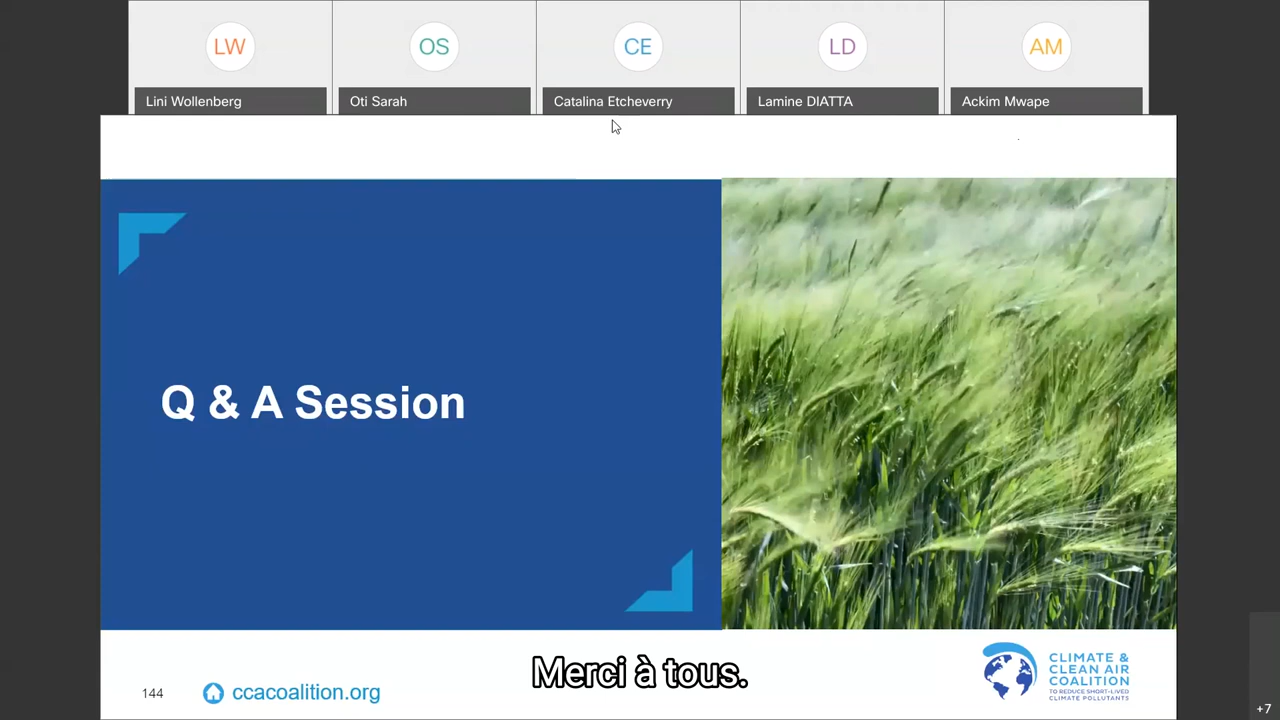 LW
OS
CE
LD
AM
Lini Wollenberg
Oti Sarah
Catalina Etcheverry
Lamine DIATTA
Ackim Mwape
Q & A Session
Merci à tous.
144
ccacoalition.org
CLIMATE &
CLEAN AIR
COALITION
TO REDUCE SHORT-LIVED
CLIMATE POLLUTANTS
+7